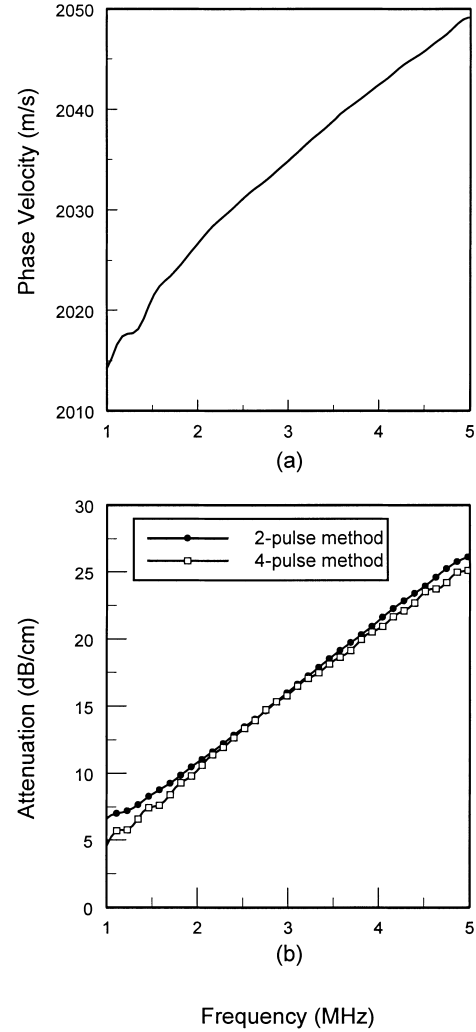 2050
2040
2030
2020
2010
Phase Velocity (m/s)
1 2 3 4 5
(a)
30
25
20
15
10
5
0
Attenuation (dB/cm)
2-pulse method
4-pulse method
1 2 3 4 5
(b)
Frequency (MHz)